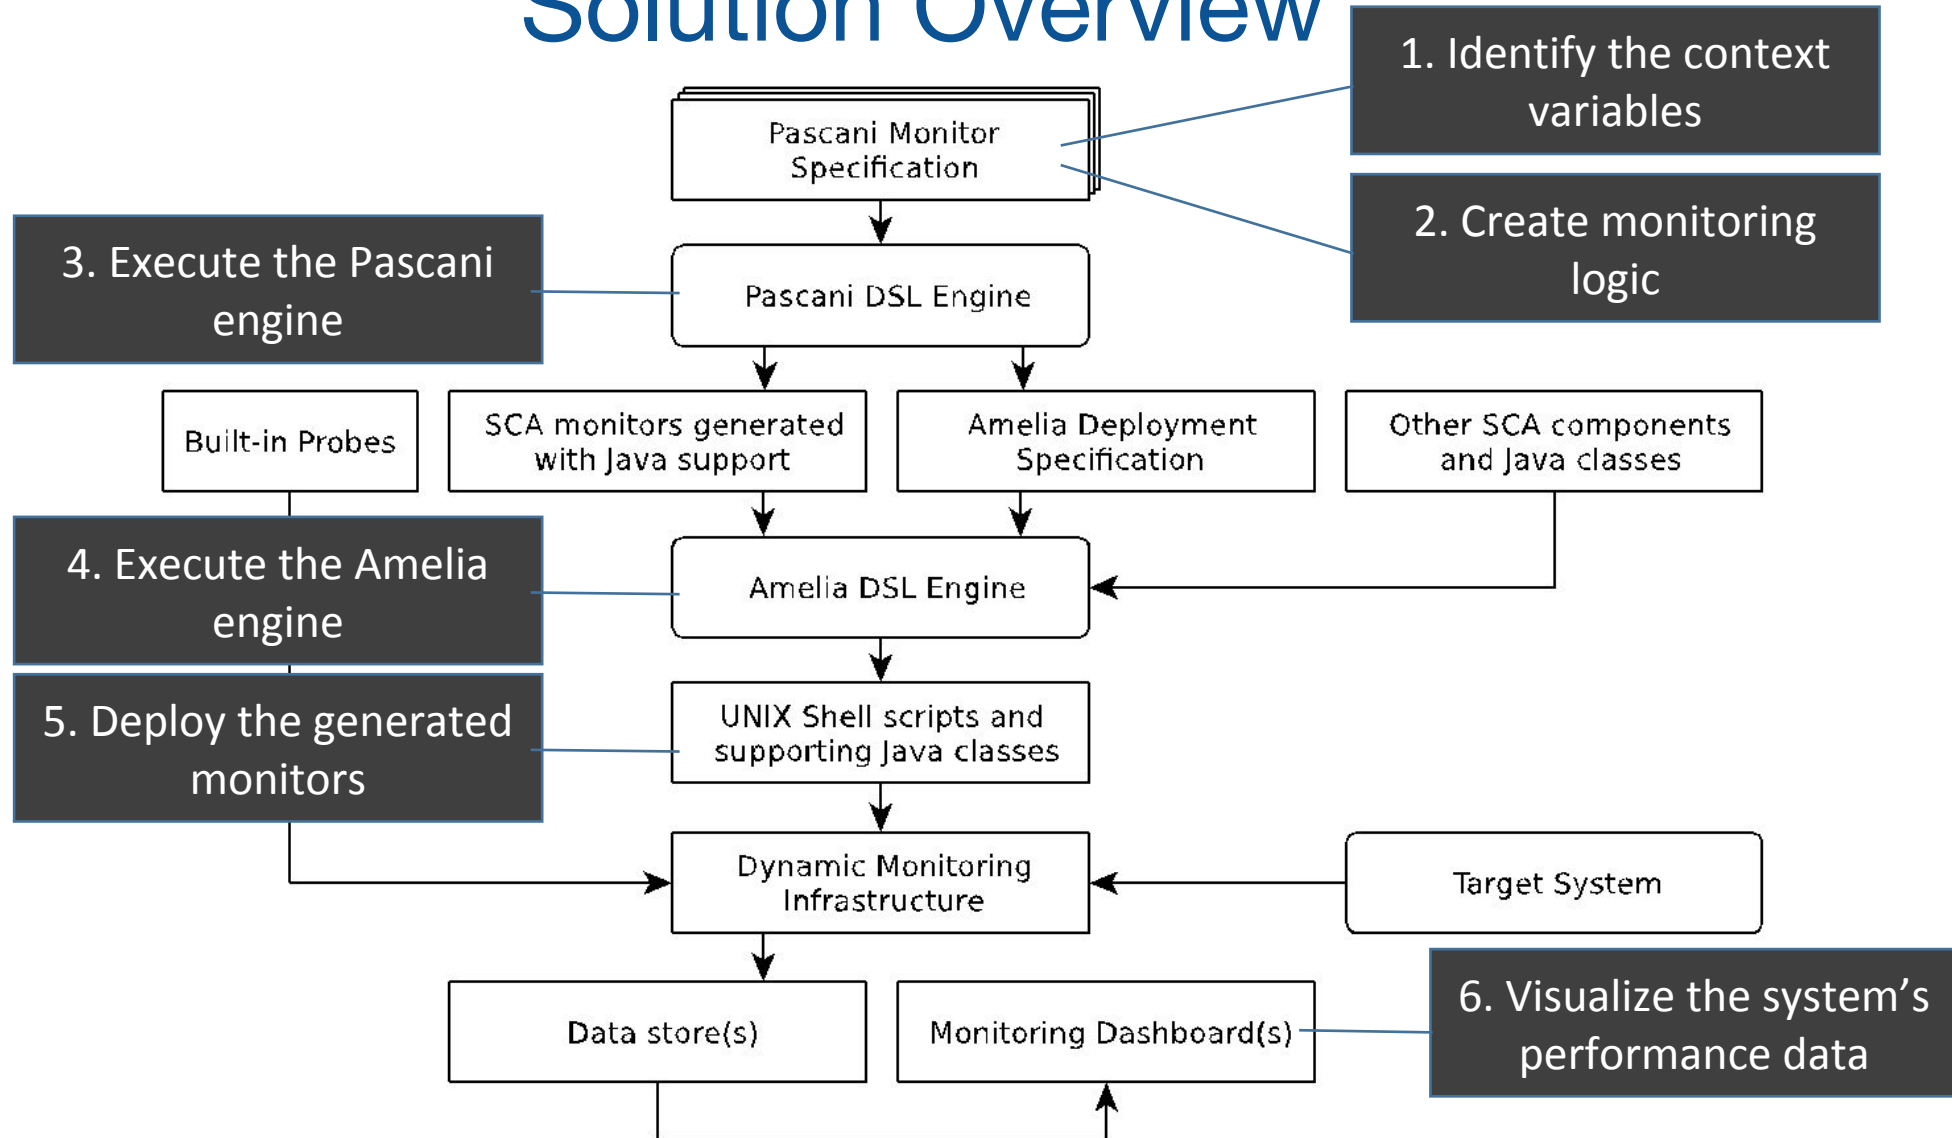 Solution Overview
1. Identify the context
variables
Pascani Monitor
Specification
2. Create monitoring
logic
3. Execute the Pascani
engine
Pascani DSL Engine
Built-in Probes
SCA monitors generated
with Java support
Amelia Deployment
Specification
Other SCA components
and Java classes
4. Execute the Amelia
engine
Amelia DSL Engine
5. Deploy the generated
monitors
UNIX Shell scripts and
supporting Java classes
Dynamic Monitoring
Infrastructure
Target System
Data store(s)
Monitoring Dashboard(s)
6. Visualize the system’s
performance data